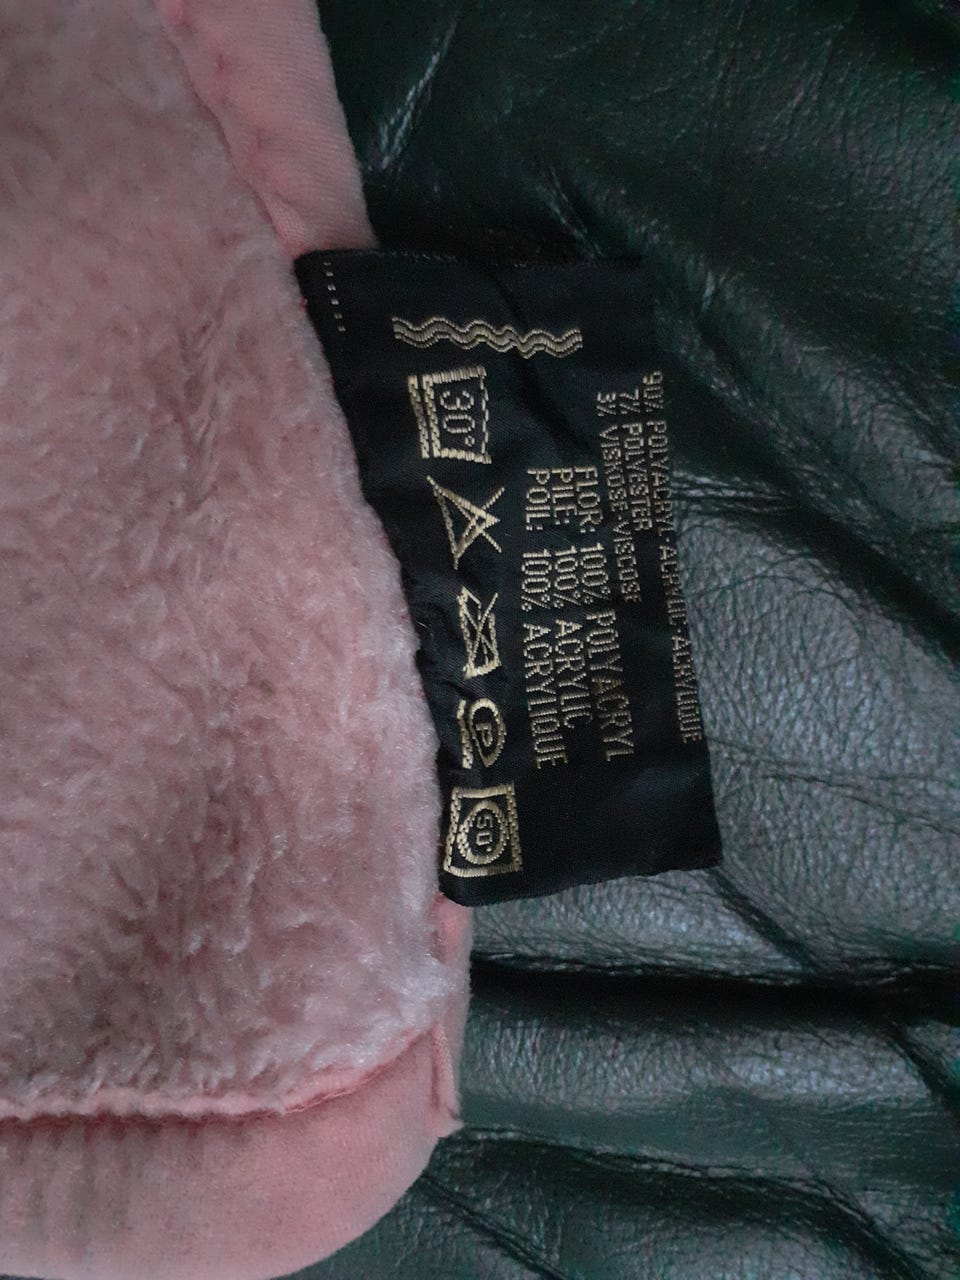 90% POLYACRYL-ACRYLIC-ACRYLIQUE
7% POLYESTER
3% VISKOSE-VISCOSE
FLOR: 100% POLYACRYL
PILE: 100% ACRYLIC
POIL: 100% ACRYLIQUE
30°
P
SU